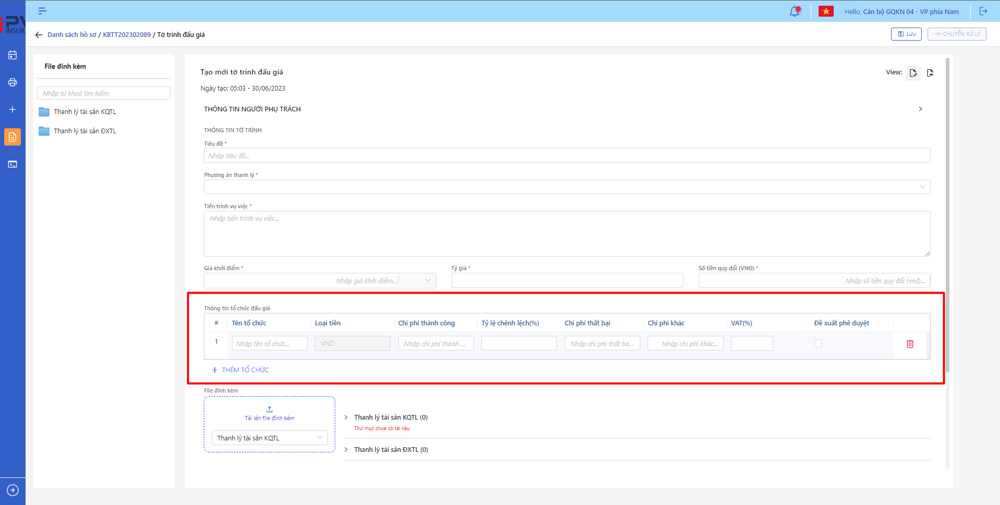 Hello, Cán bộ GQKN 04 - VP phía Nam
PV
INSURA
Danh sách hồ sơ / KBTT202302089 / Tờ trình đấu giá
Lưu
CHUYỂN XỬ LÝ
File đính kèm
Nhập từ khoá tìm kiếm
Thanh lý tài sản KQTL
Thanh lý tài sản ĐXTL
Tạo mới tờ trình đấu giá
View:
Ngày tạo: 05:03 - 30/06/2023
THÔNG TIN NGƯỜI PHỤ TRÁCH
THÔNG TIN TỜ TRÌNH
Tiêu đề *
Nhập tiêu đề...
Phương án thanh lý *
Tiến trình vụ việc *
Nhập tiến trình vụ việc...
Giá khởi điểm * Tỷ giá * Số tiền quy đổi (VNĐ) *
Nhập giá khởi điểm... Nhập số tiền quy đổi (vnđ)...
Thông tin tổ chức đấu giá
# Tên tổ chức Loại tiền Chi phí thành công Tỷ lệ chênh lệch(%) Chi phí thất bại Chi phí khác VAT(%) Đề xuất phê duyệt
1 Nhập tên tổ chức... VND Nhập chi phí thành ... Nhập chi phí thất bạ... Nhập chi phí khác...
+ THÊM TỔ CHỨC
File đính kèm
Tải lên file đính kèm
Thanh lý tài sản KQTL
Thanh lý tài sản KQTL (0)
Thư mục chưa có tài liệu
Thanh lý tài sản ĐXTL (0)